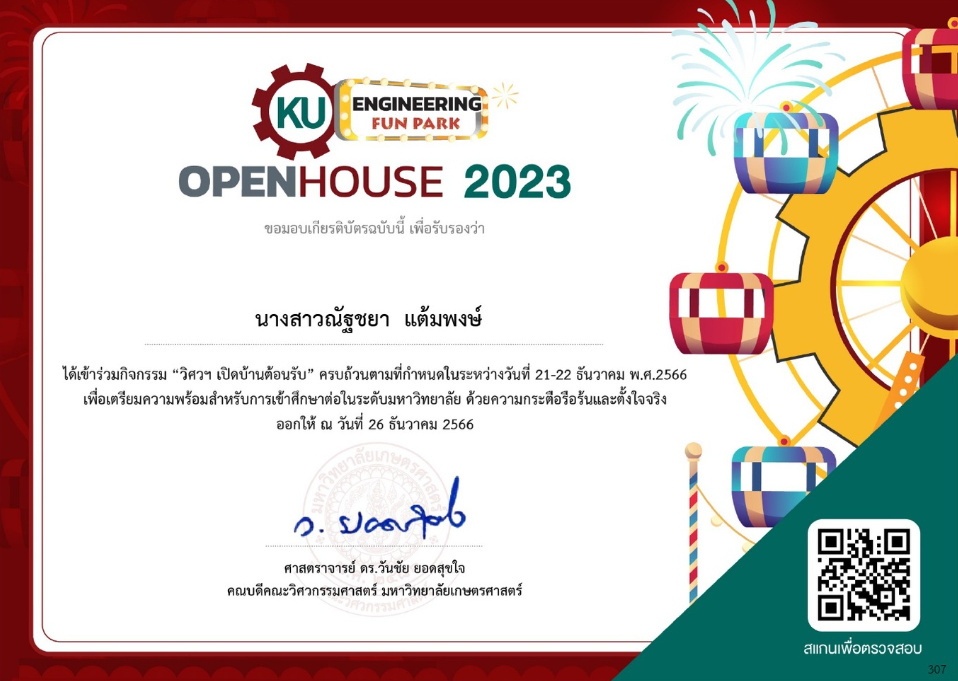 KU
ENGINEERING
FUN PARK
OPENHOUSE 2023
ขอมอบเกียรติบัตรฉบับนี้ เพื่อรับรองว่า
นางสาวณัฐชยา แต้มพงษ์
ได้เข้าร่วมกิจกรรม “วิศวฯ เปิดบ้านต้อนรับ” ครบถ้วนตามที่กำหนดในระหว่างวันที่ 21-22 ธันวาคม พ.ศ.2566
เพื่อเตรียมความพร้อมสำหรับการเข้าศึกษาต่อในระดับมหาวิทยาลัย ด้วยความกระตือรือร้นและตั้งใจจริง
ออกให้ ณ วันที่ 26 ธันวาคม 2566
มหาวิทยาลัยเกษตรศาสตร์
ศาสตราจารย์ ดร.วันชัย ยอดสุขใจ
คณบดีคณะวิศวกรรมศาสตร์ มหาวิทยาลัยเกษตรศาสตร์
สแกนเพื่อตรวจสอบ
307